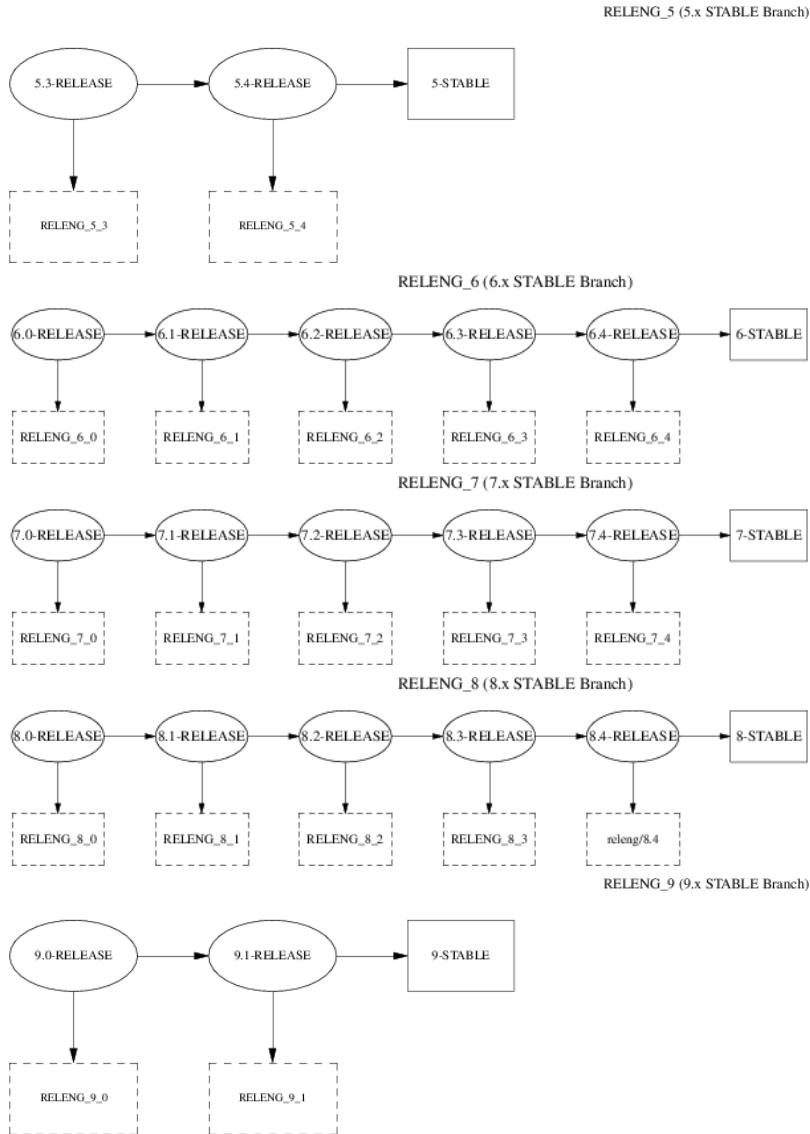 RELENG_5 (5.x STABLE Branch)
5.3-RELEASE 5.4-RELEASE 5-STABLE
RELENG_5_3 RELENG_5_4
RELENG_6 (6.x STABLE Branch)
6.0-RELEASE 6.1-RELEASE 6.2-RELEASE 6.3-RELEASE 6.4-RELEASE 6-STABLE
RELENG_6_0 RELENG_6_1 RELENG_6_2 RELENG_6_3 RELENG_6_4
RELENG_7 (7.x STABLE Branch)
7.0-RELEASE 7.1-RELEASE 7.2-RELEASE 7.3-RELEASE 7.4-RELEASE 7-STABLE
RELENG_7_0 RELENG_7_1 RELENG_7_2 RELENG_7_3 RELENG_7_4
RELENG_8 (8.x STABLE Branch)
8.0-RELEASE 8.1-RELEASE 8.2-RELEASE 8.3-RELEASE 8.4-RELEASE 8-STABLE
RELENG_8_0 RELENG_8_1 RELENG_8_2 RELENG_8_3 releng/8.4
RELENG_9 (9.x STABLE Branch)
9.0-RELEASE 9.1-RELEASE 9-STABLE
RELENG_9_0 RELENG_9_1